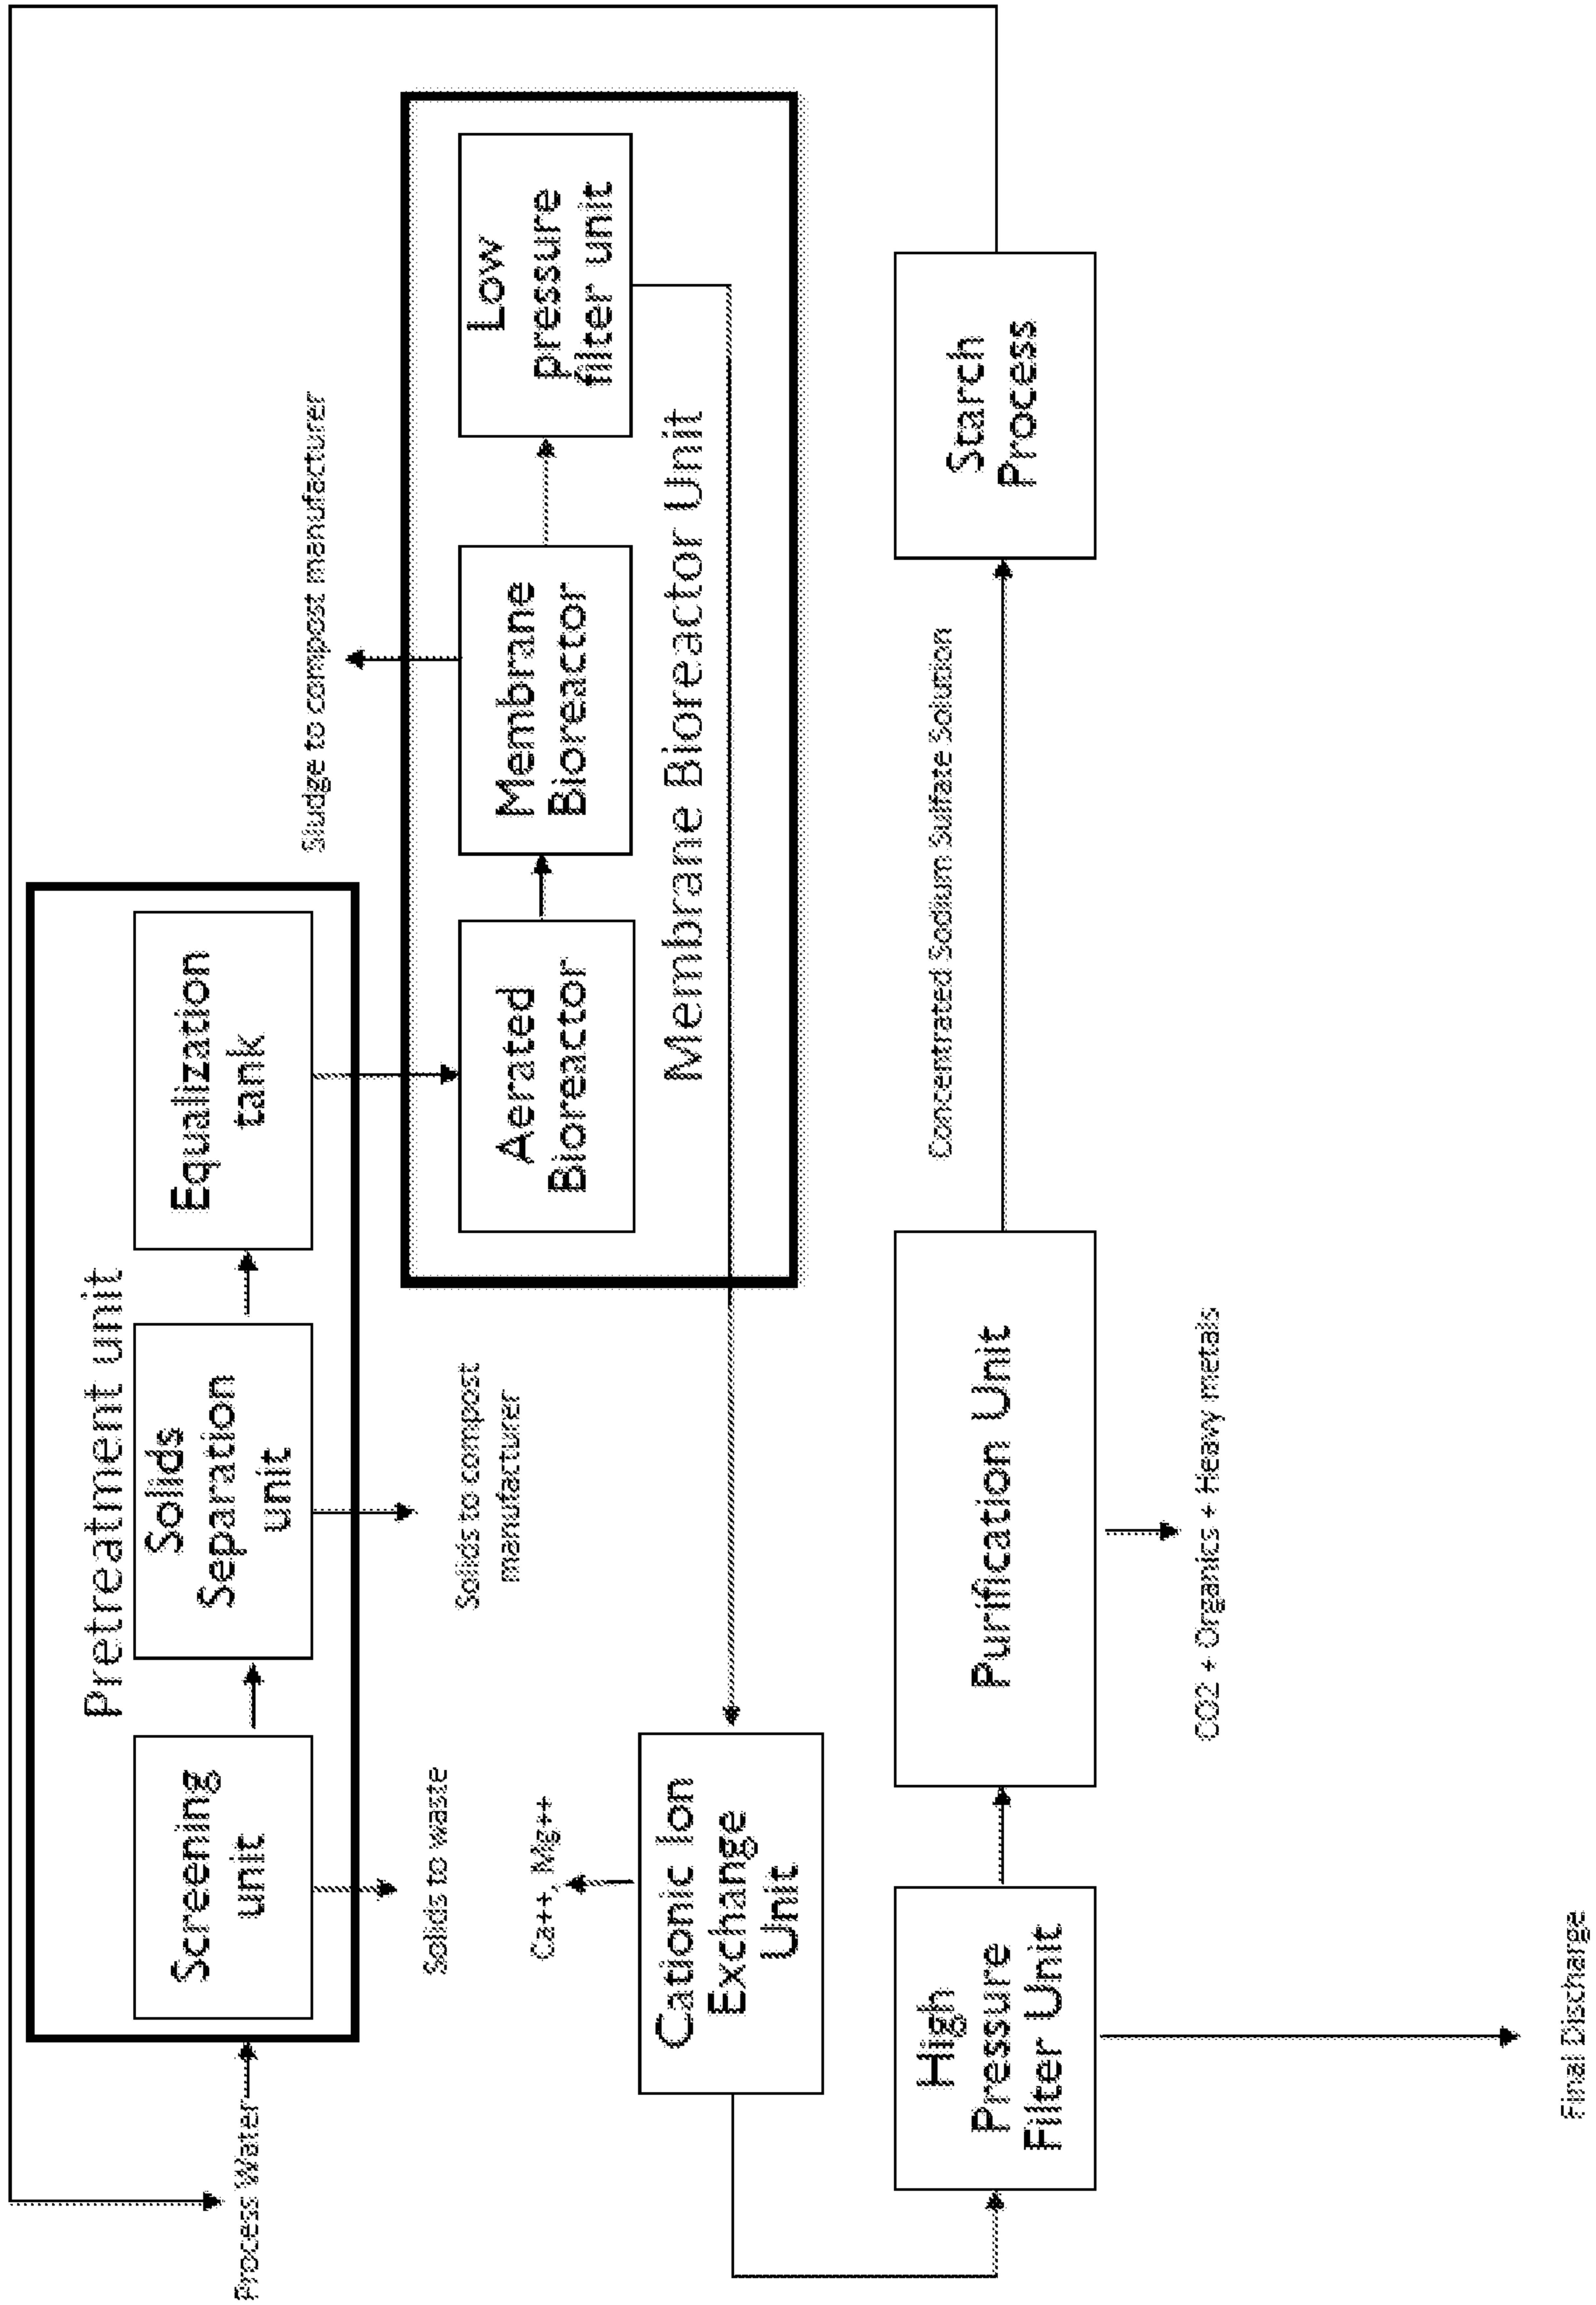 Process Water
Pretreatment unit
Screening
unit
Solids
Separation
unit
Equalization
tank
Solids to waste
Solids to compost
manufacturer
Sludge to compost manufacturer
Aerated
Bioreactor
Membrane
Bioreactor
Low
pressure
filter unit
Membrane Bioreactor Unit
Ca++, Mg++
Cationic Ion
Exchange
Unit
High
Pressure
Filter Unit
Purification Unit
Concentrated Sodium Sulfate Solution
Starch
Process
CO2 + Organics + Heavy metals
Final Discharge